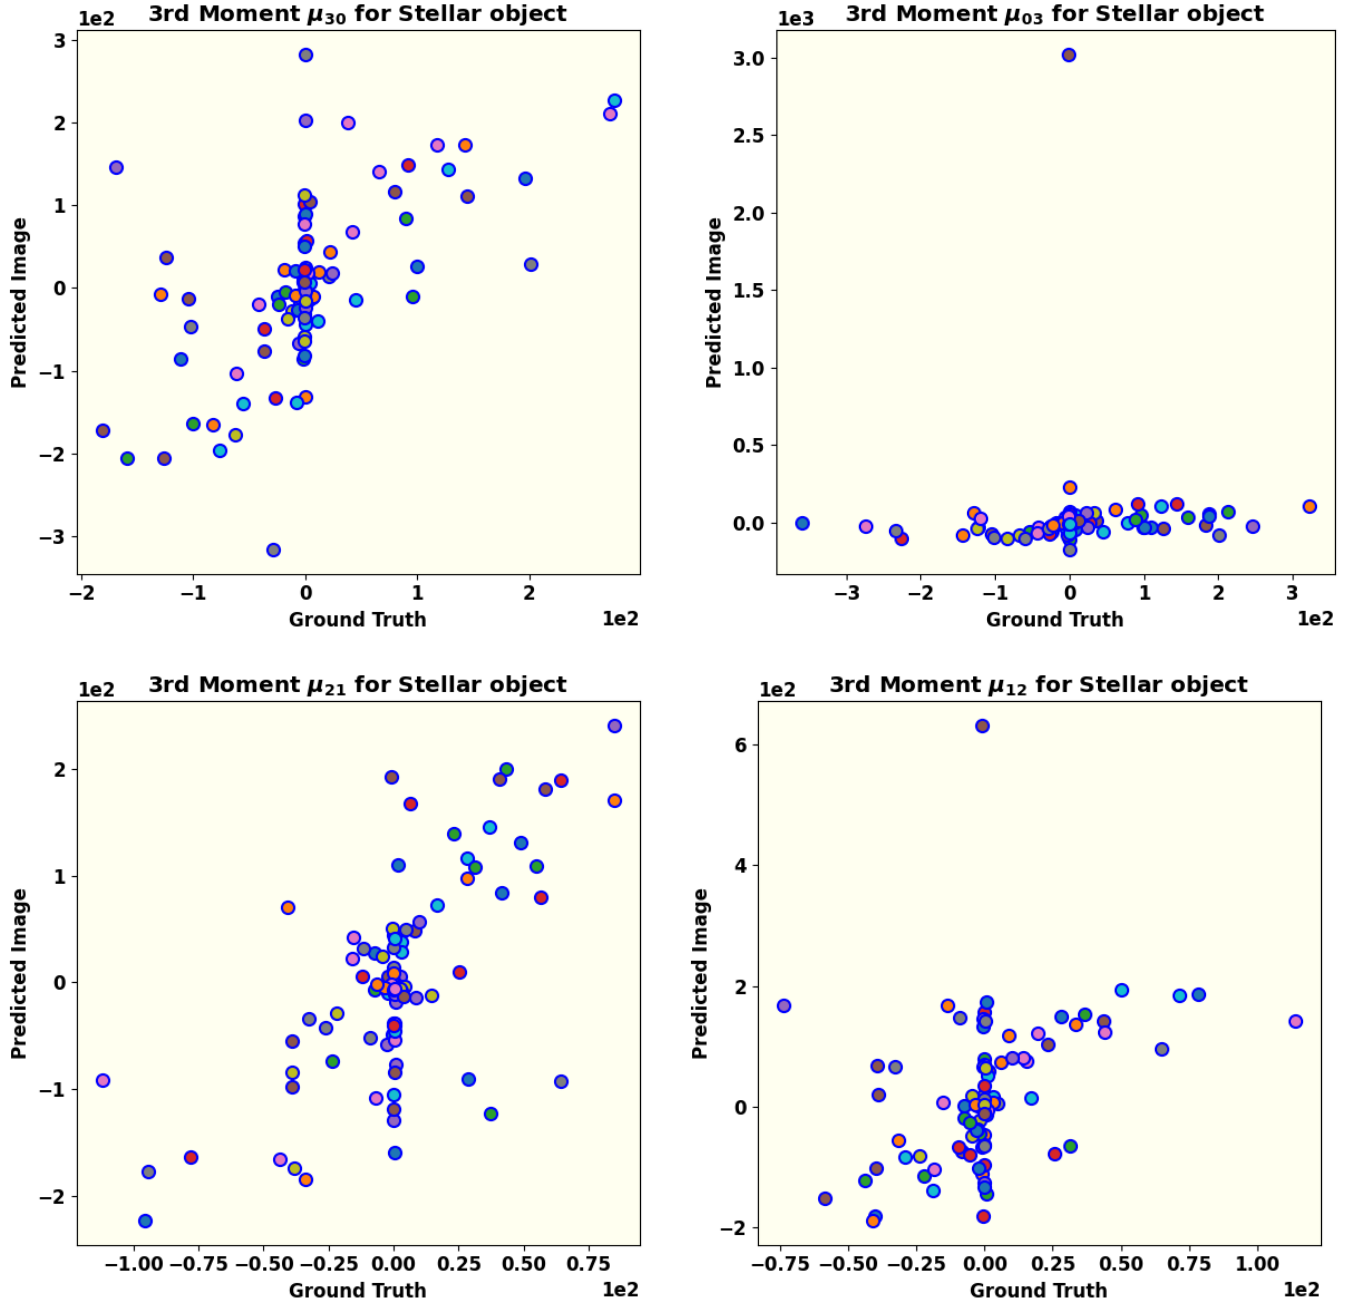 3rd Moment μ30 for Stellar object
1e2
3
2
1
0
−1
−2
−3
Predicted Image
−2 −1 0 1 2
1e2
Ground Truth
3rd Moment μ03 for Stellar object
1e3
3.0
2.5
2.0
1.5
1.0
0.5
0.0
Predicted Image
−3 −2 −1 0 1 2 3
1e2
Ground Truth
3rd Moment μ21 for Stellar object
1e2
2
1
0
−1
−2
Predicted Image
−1.00 −0.75 −0.50 −0.25 0.00 0.25 0.50 0.75
1e2
Ground Truth
3rd Moment μ12 for Stellar object
1e2
6
4
2
0
−2
Predicted Image
−0.75 −0.50 −0.25 0.00 0.25 0.50 0.75 1.00
1e2
Ground Truth